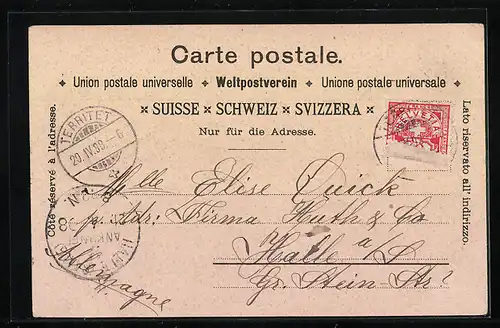 Carte postale.
Union postale universelle ✦ Weltpostverein ✦ Unione postale universale
SUISSE × SCHWEIZ × SVIZZERA
Nur für die Adresse.
Côté réservé à l'adresse.
Lato riservato all' indirizzo.
TERRITET
HELVETIA
Mlle Elise Quick
p. Adr: Firma Huth & Co
Halle a/S
Gr. Stein-Str.
Allemagne